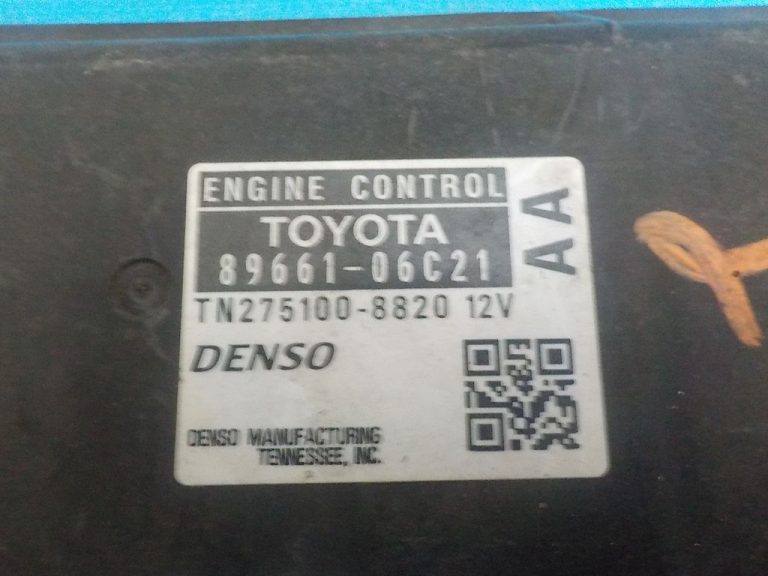 ENGINE CONTROL
TOYOTA
89661-06C21
AA
TN275100-8820 12V
DENSO
DENSO MANUFACTURING
TENNESSEE, INC.